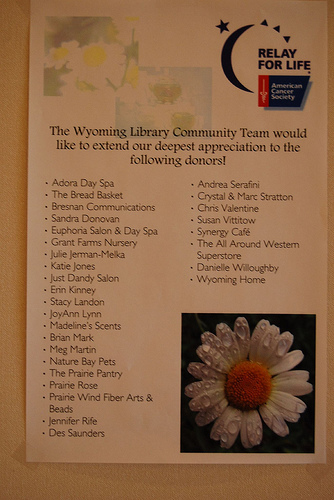 RELAY
FOR LIFE
American
Cancer
Society
The Wyoming Library Community Team would
like to extend our deepest appreciation to the
following donors!
• Adora Day Spa
• The Bread Basket
• Bresnan Communications
• Sandra Donovan
• Euphoria Salon & Day Spa
• Grant Farms Nursery
• Julie Jerman-Melka
• Katie Jones
• Just Dandy Salon
• Erin Kinney
• Stacy Landon
• JoyAnn Lynn
• Madeline's Scents
• Brian Mark
• Meg Martin
• Nature Bay Pets
• The Prairie Pantry
• Prairie Rose
• Prairie Wind Fiber Arts &
Beads
• Jennifer Rife
• Des Saunders
• Andrea Serafini
• Crystal & Marc Stratton
• Chris Valentine
• Susan Vittitow
• Synergy Café
• The All Around Western
Superstore
• Danielle Willoughby
• Wyoming Home